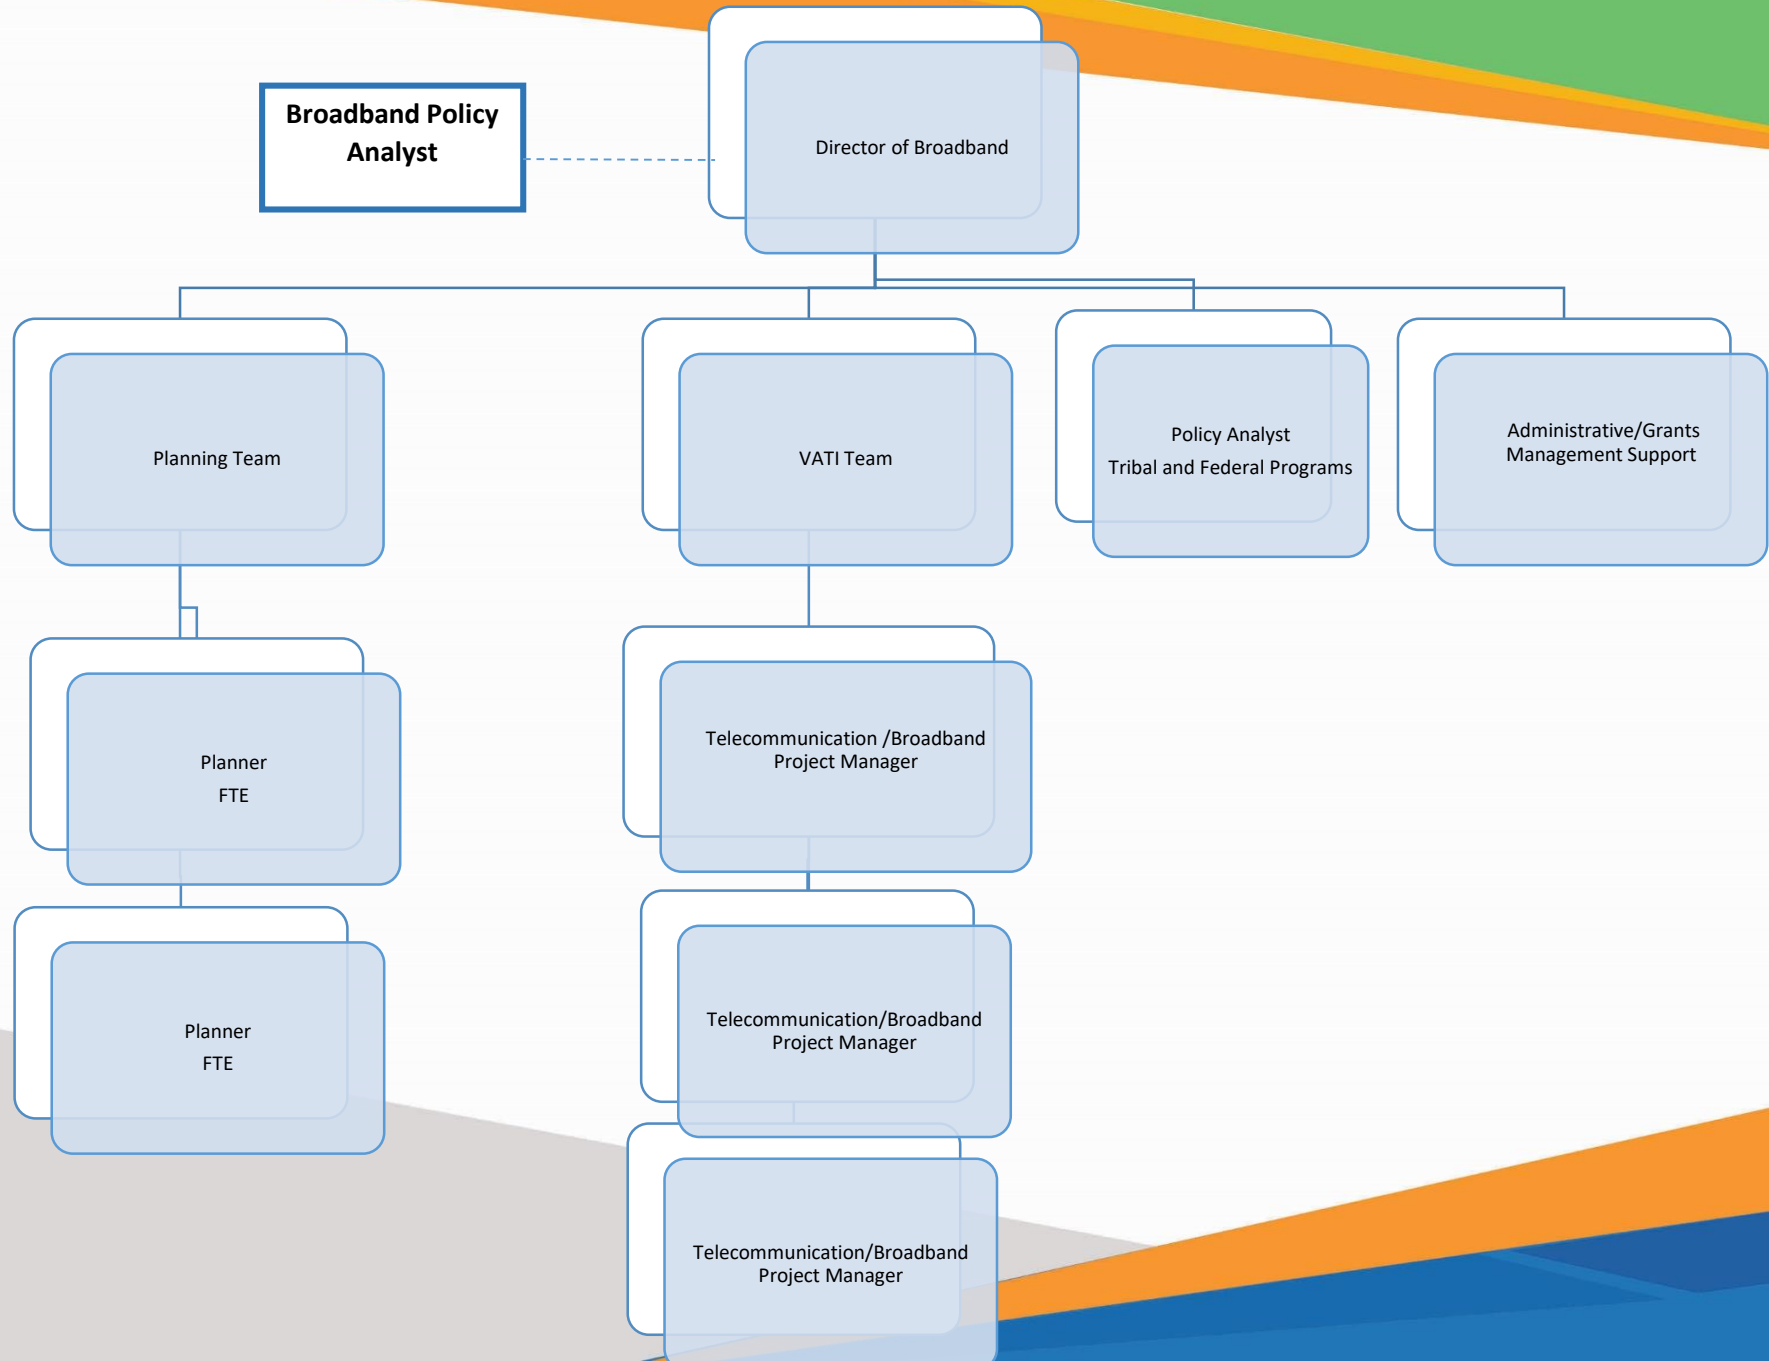 Broadband Policy
Analyst
Director of Broadband
Planning Team
VATI Team
Policy Analyst
Tribal and Federal Programs
Administrative/Grants
Management Support
Planner
FTE
Telecommunication /Broadband
Project Manager
Planner
FTE
Telecommunication/Broadband
Project Manager
Telecommunication/Broadband
Project Manager